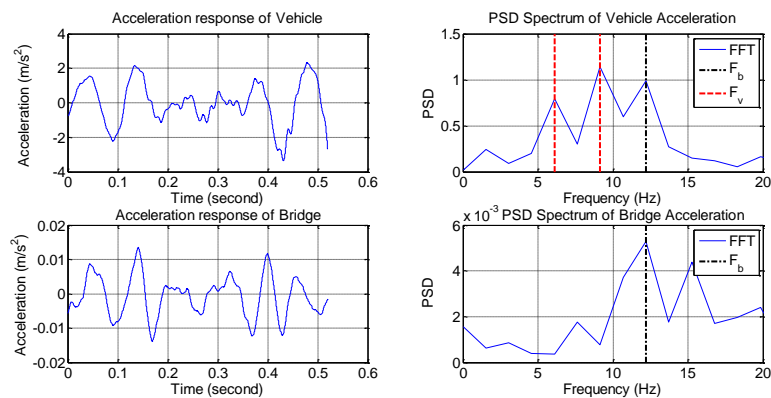 Acceleration response of Vehicle
Acceleration (m/s²)
4
2
0
-2
-4
0 0.1 0.2 0.3 0.4 0.5 0.6
Time (second)
PSD Spectrum of Vehicle Acceleration
PSD
1.5
1
0.5
0
0 5 10 15 20
Frequency (Hz)
FFT
F_b
F_v
Acceleration response of Bridge
Acceleration (m/s²)
0.02
0.01
0
-0.01
-0.02
0 0.1 0.2 0.3 0.4 0.5 0.6
Time (second)
x 10⁻³ PSD Spectrum of Bridge Acceleration
PSD
6
4
2
0
0 5 10 15 20
Frequency (Hz)
FFT
F_b